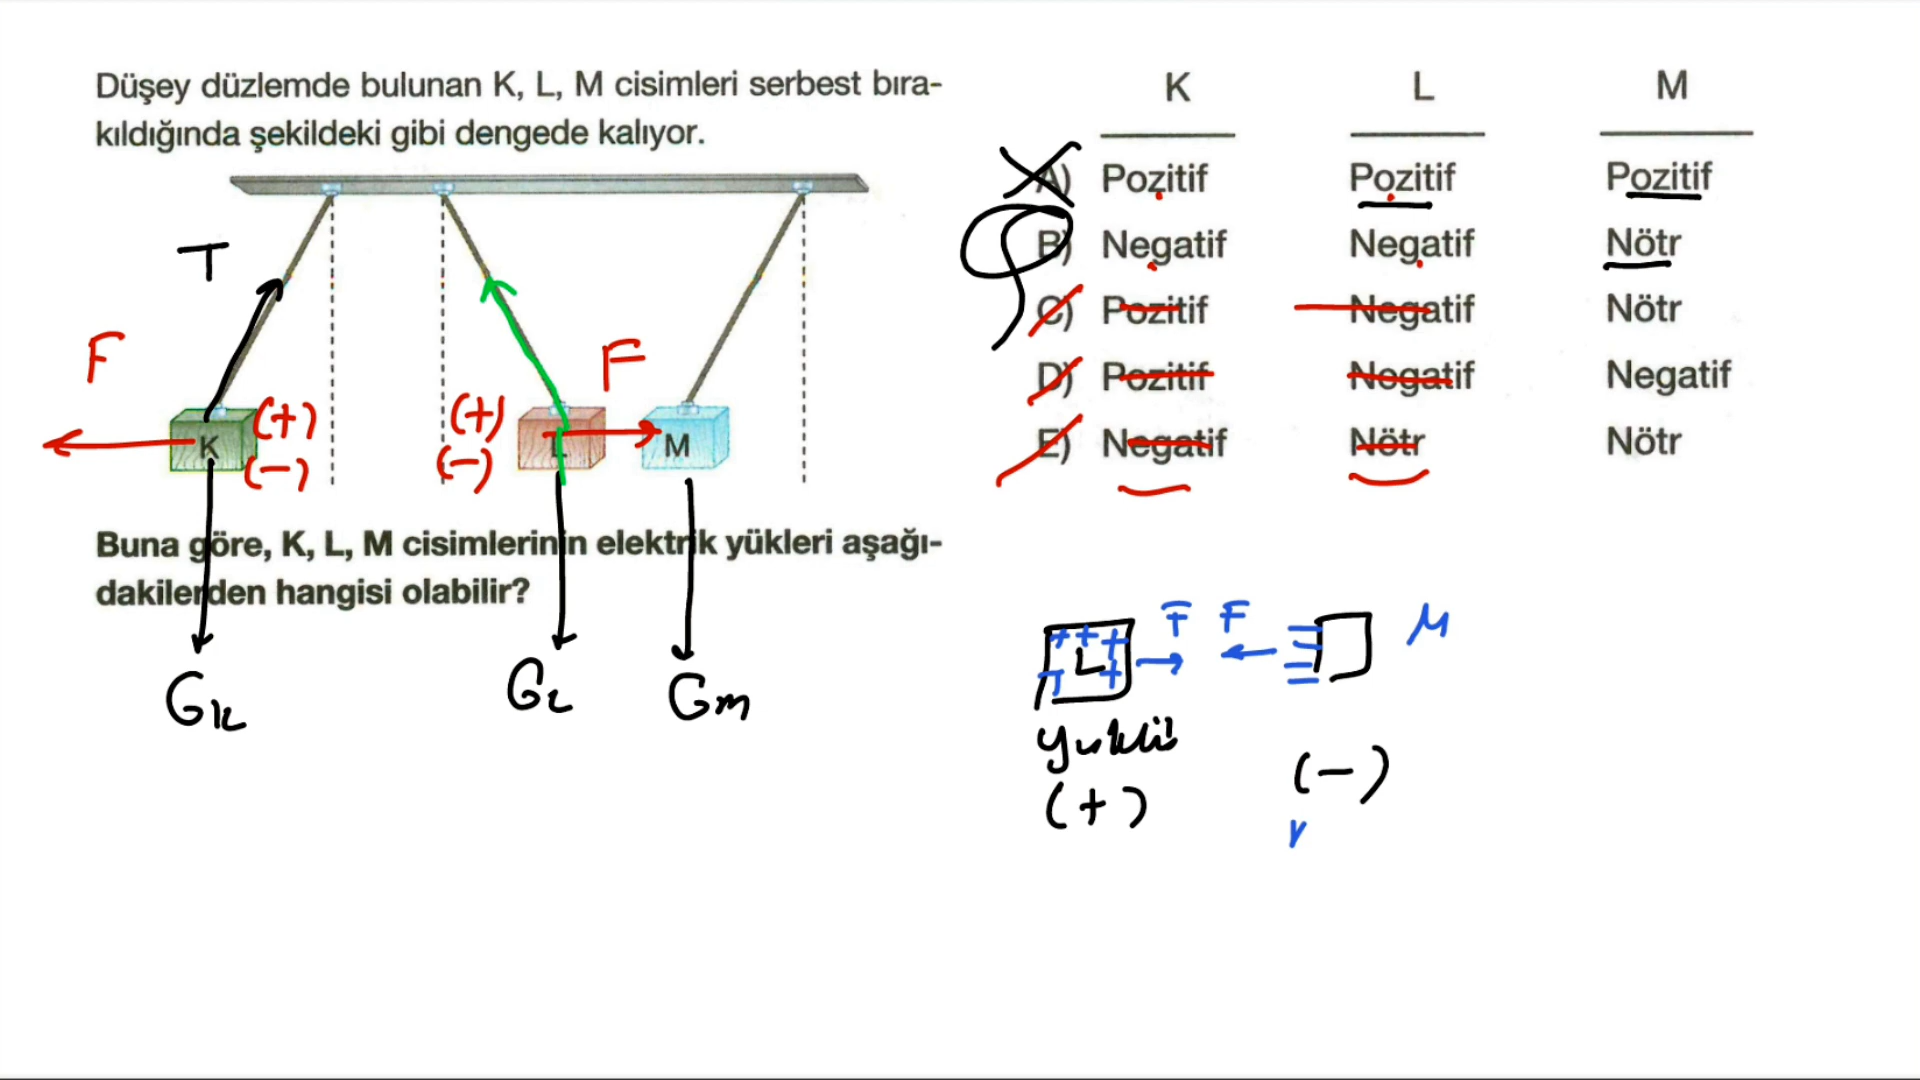 Düşey düzlemde bulunan K, L, M cisimleri serbest bıra-
kıldığında şekildeki gibi dengede kalıyor.
T
F
F
K
(+)
(−)
(+)
(−)
L
M
Buna göre, K, L, M cisimlerinin elektrik yükleri aşağı-
dakilerden hangisi olabilir?
GK
GL
Gm
K L M
A) Pozitif Pozitif Pozitif
B) Negatif Negatif Nötr
C) Pozitif Negatif Nötr
D) Pozitif Negatif Negatif
E) Negatif Nötr Nötr
+ + +
L
+
F F
M
yüklü
(+)
(−)